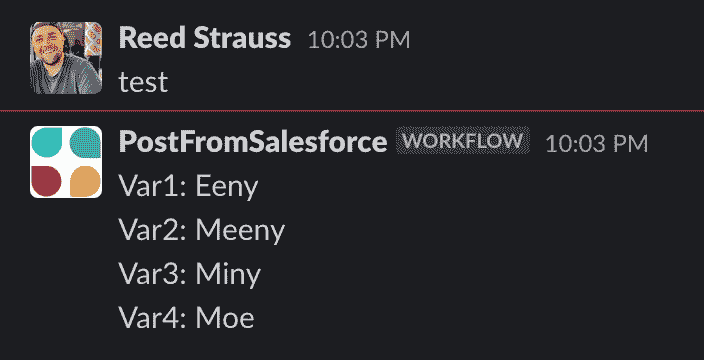 Reed Strauss 10:03 PM
test
PostFromSalesforce WORKFLOW 10:03 PM
Var1: Eeny
Var2: Meeny
Var3: Miny
Var4: Moe